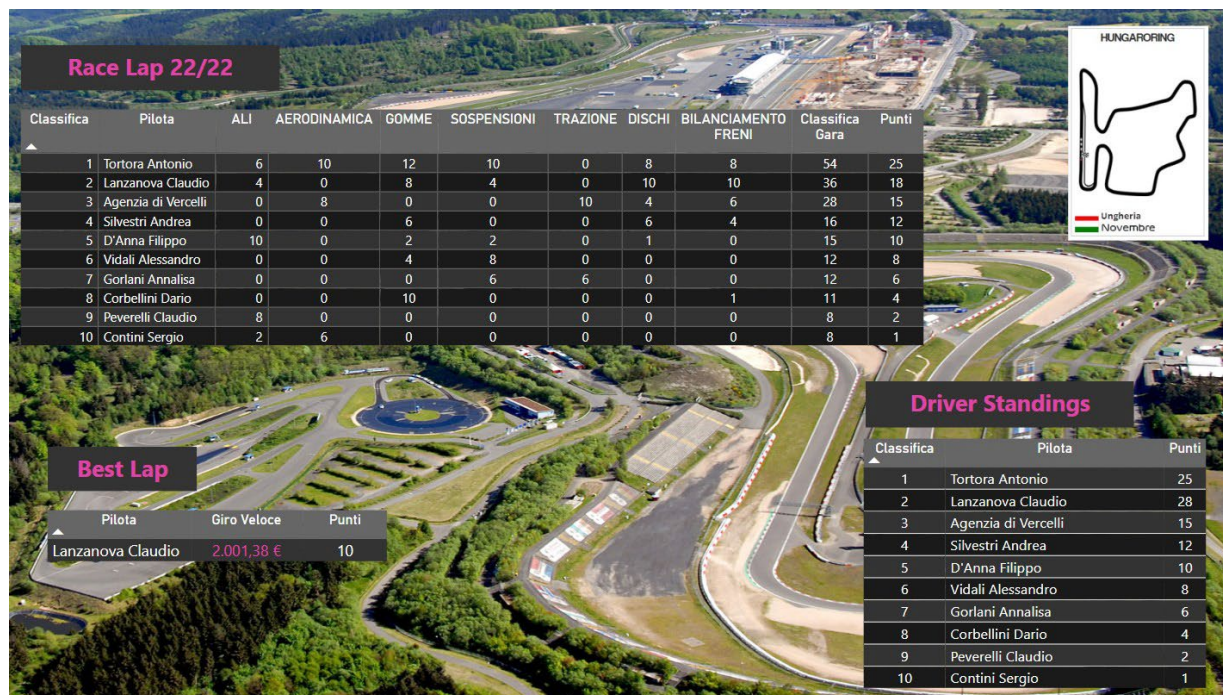 HUNGARORING
Race Lap 22/22
Classifica Pilota ALI AERODINAMICA GOMME SOSPENSIONI TRAZIONE DISCHI BILANCIAMENTO FRENI Classifica Gara Punti
1 Tortora Antonio 6 10 12 10 0 8 8 54 25
2 Lanzanova Claudio 4 0 8 4 0 10 10 36 18
3 Agenzia di Vercelli 0 8 0 0 10 4 6 28 15
4 Silvestri Andrea 0 0 6 0 0 6 4 16 12
5 D'Anna Filippo 10 0 2 2 0 1 0 15 10
6 Vidali Alessandro 0 0 4 8 0 0 0 12 8
7 Gorlani Annalisa 0 0 0 6 6 0 0 12 6
8 Corbellini Dario 0 0 10 0 0 0 1 11 4
9 Peverelli Claudio 8 0 0 0 0 0 0 8 2
10 Contini Sergio 2 6 0 0 0 0 0 8 1
Ungheria
Novembre
Driver Standings
Classifica Pilota Punti
1 Tortora Antonio 25
2 Lanzanova Claudio 28
3 Agenzia di Vercelli 15
4 Silvestri Andrea 12
5 D'Anna Filippo 10
6 Vidali Alessandro 8
7 Gorlani Annalisa 6
8 Corbellini Dario 4
9 Peverelli Claudio 2
10 Contini Sergio 1
Best Lap
Pilota Giro Veloce Punti
Lanzanova Claudio 2.001,38 € 10